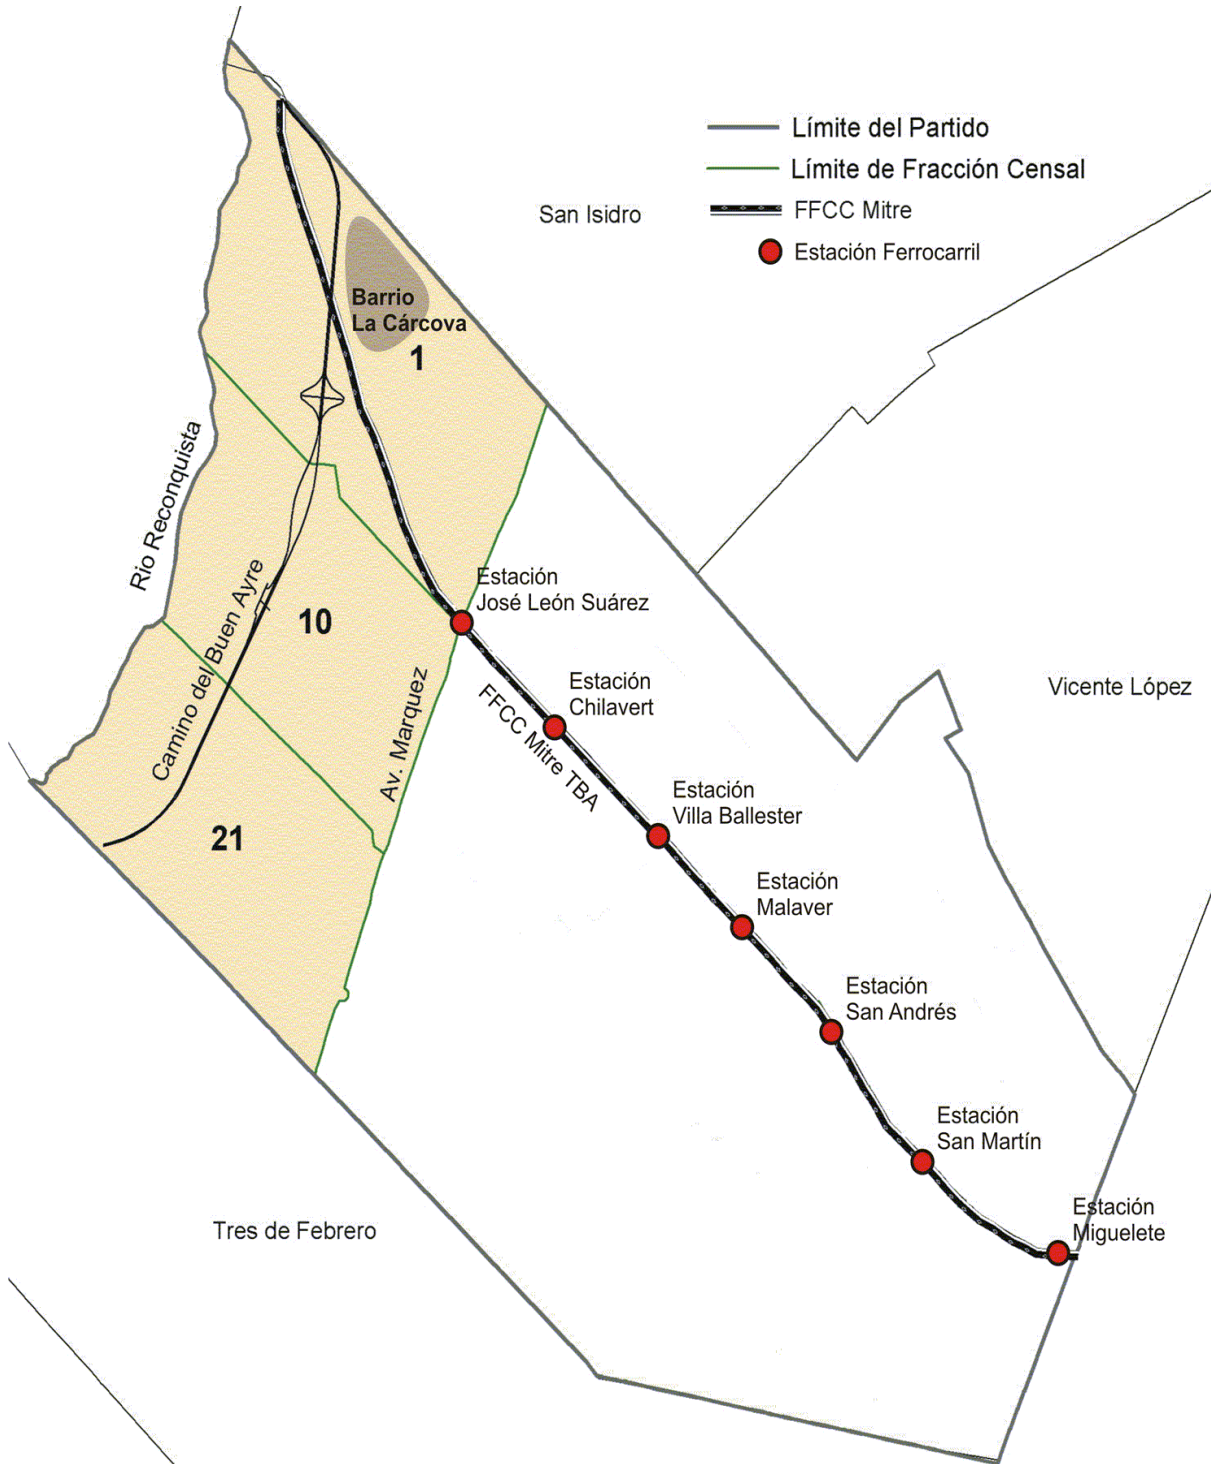 Límite del Partido
Límite de Fracción Censal
San Isidro
FFCC Mitre
Estación Ferrocarril
Barrio
La Cárcova
1
Rio Reconquista
Estación
José León Suárez
10
Camino del Buen Ayre
Av. Marquez
Estación
Chilavert
FFCC Mitre TBA
Vicente López
Estación
Villa Ballester
21
Estación
Malaver
Estación
San Andrés
Estación
San Martín
Estación
Miguelete
Tres de Febrero